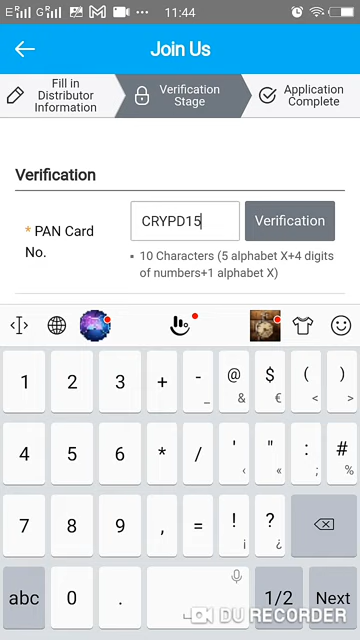 11:44
Join Us
Fill in
Distributor
Information
Verification
Stage
Application
Complete
Verification
* PAN Card
No.
CRYPD15
Verification
▪ 10 Characters (5 alphabet X+4 digits
of numbers+1 alphabet X)
1 2 3 + - _ @ & $ € ( < ) >
4 5 6 * / ' ‹ " « : ; # %
7 8 9 , = ! ¡ ? ¿
abc 0 . 1/2 Next
DU RECORDER